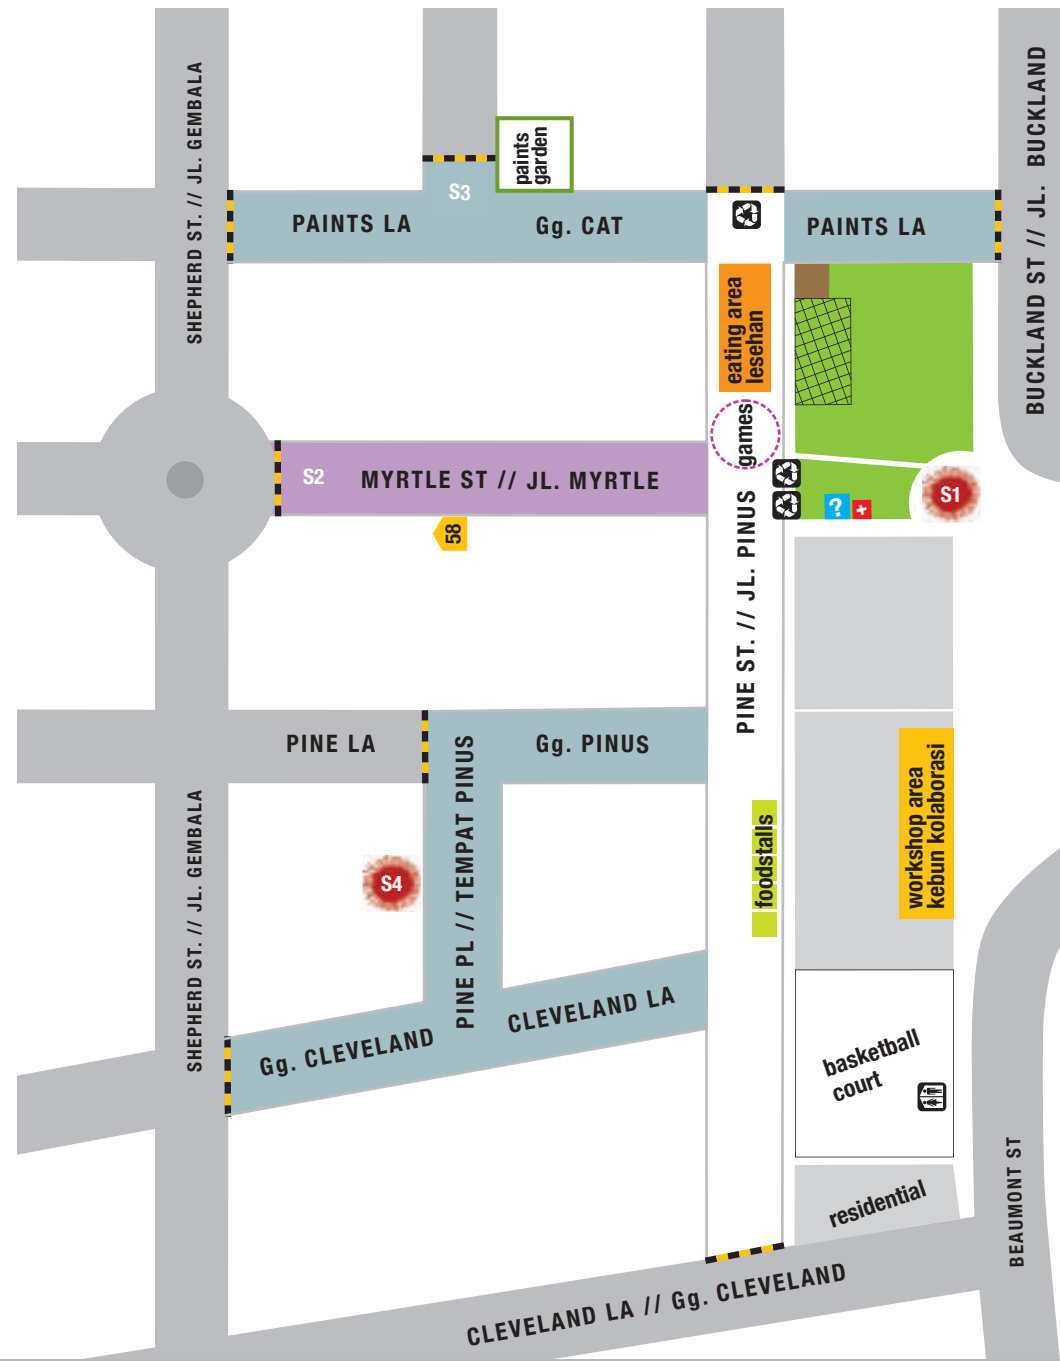 SHEPHERD ST. // JL. GEMBALA
BUCKLAND ST // JL. BUCKLAND
paints
garden
S3
PAINTS LA
Gg. CAT
PAINTS LA
eating area
lesehan
games
S2
MYRTLE ST // JL. MYRTLE
S1
?
58
PINE ST. // JL. PINUS
PINE LA
Gg. PINUS
SHEPHERD ST. // JL. GEMBALA
PINE PL // TEMPAT PINUS
S4
foodstalls
workshop area
kebun kolaborasi
Gg. CLEVELAND
CLEVELAND LA
basketball
court
residential
BEAUMONT ST
CLEVELAND LA // Gg. CLEVELAND